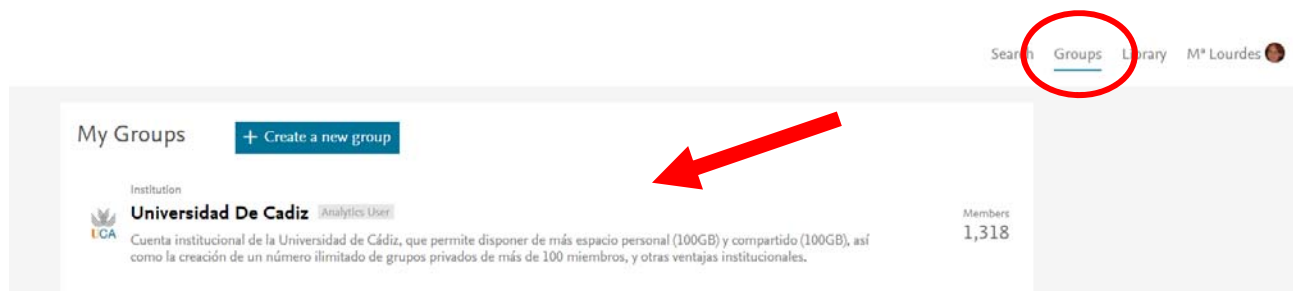 Search Groups Library Mª Lourdes
My Groups
+ Create a new group
Institution
Universidad De Cadiz Analytics User
UCA
Members
1,318
Cuenta institucional de la Universidad de Cádiz, que permite disponer de más espacio personal (100GB) y compartido (100GB), así
como la creación de un número ilimitado de grupos privados de más de 100 miembros, y otras ventajas institucionales.